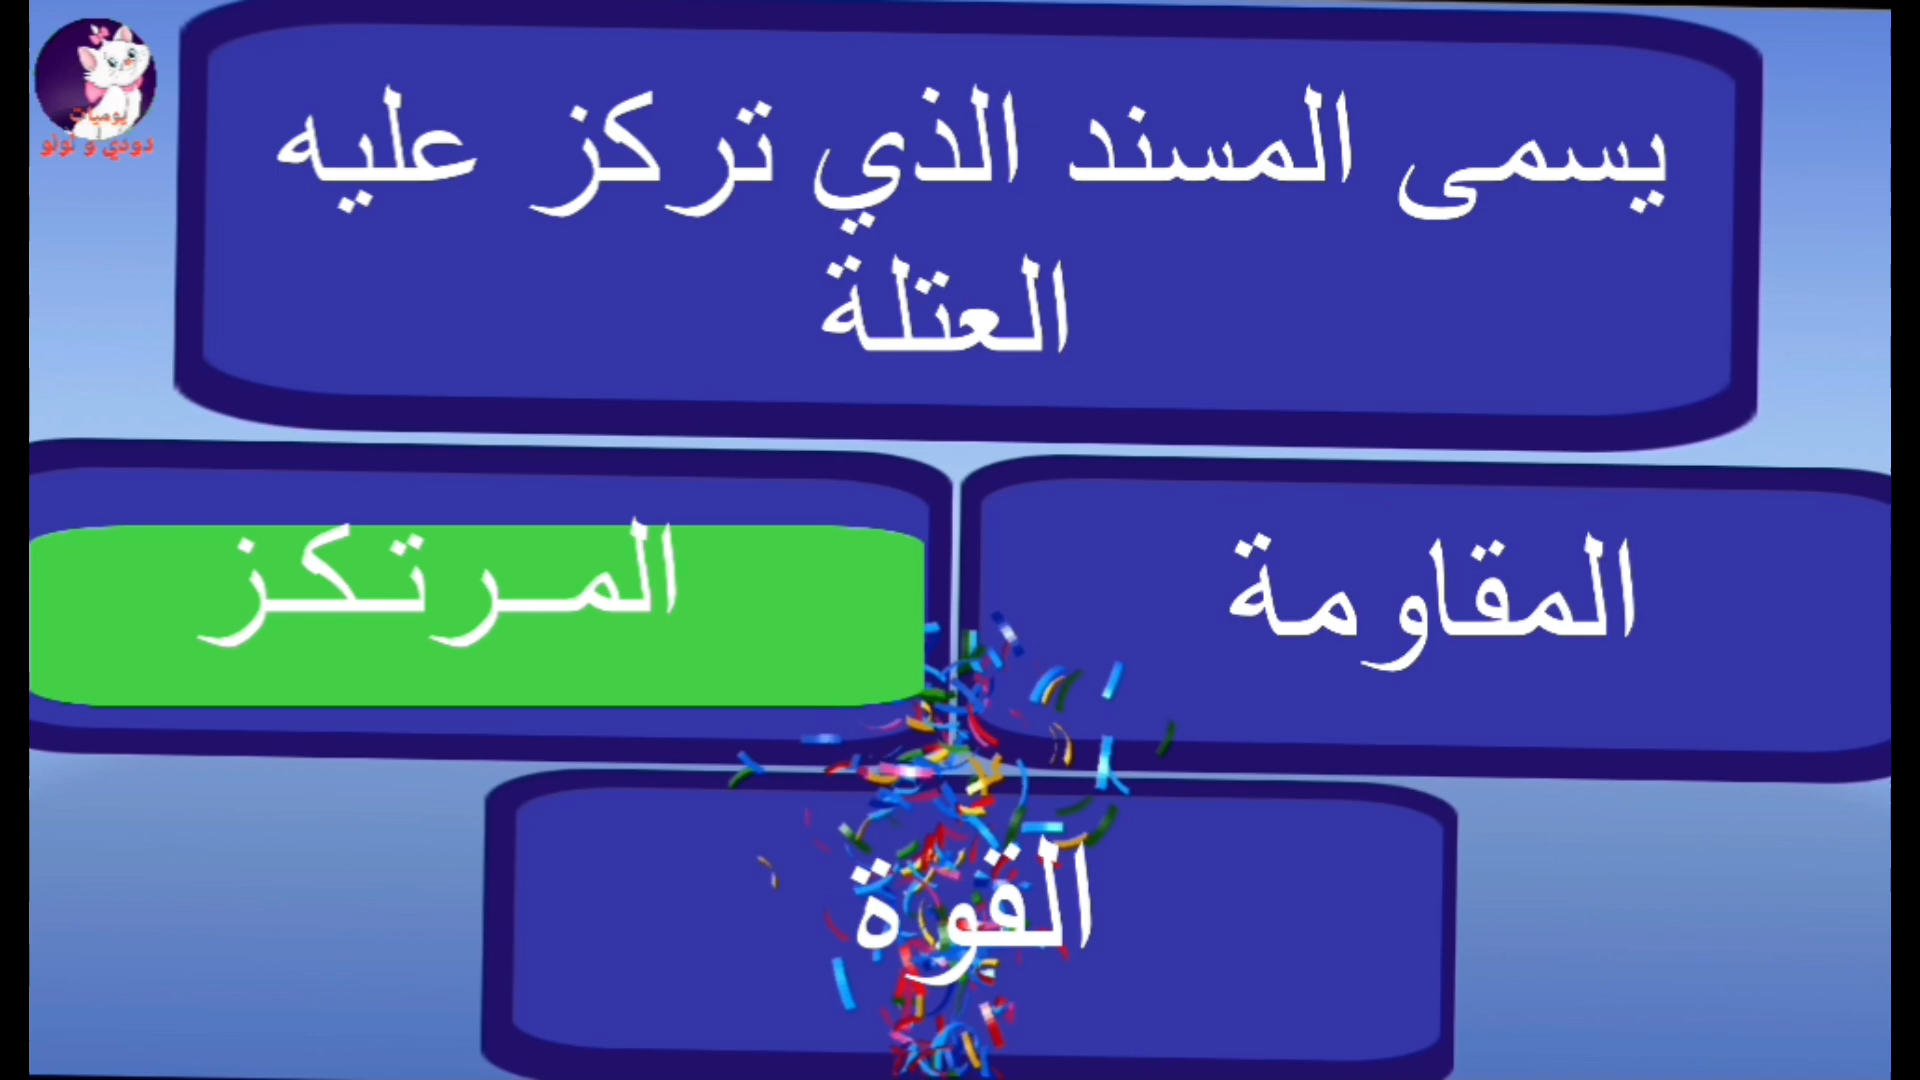 يوميات
دودي و لولو
يسمى المسند الذي تركز عليه
العتلة
المقاومة
المرتكز
القوة